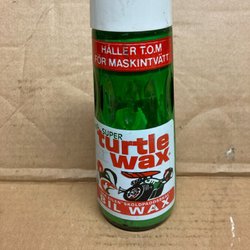 HÅLLER T.O.M
FÖR MASKINTVÄTT
SUPER
turtle
wax
BIL WAX